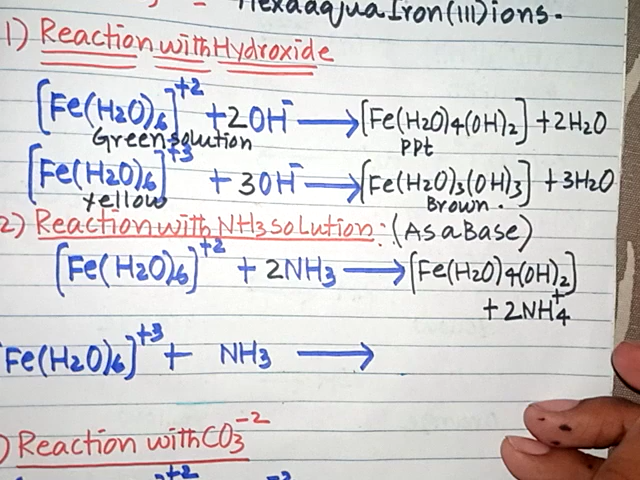 = Hexaaqua Iron(III)ions.
1) Reaction with Hydroxide
[Fe(H2O)6]+2 + 2OH- → [Fe(H2O)4(OH)2] + 2H2O
Green solution ppt
[Fe(H2O)6]+3 + 3OH- → [Fe(H2O)3(OH)3] + 3H2O
yellow Brown.
2) Reaction with NH3 solution: (As a Base)
[Fe(H2O)6]+2 + 2NH3 → [Fe(H2O)4(OH)2]
+ 2NH4+
Fe(H2O)6]+3 + NH3 →
) Reaction with CO3-2
+2 -2